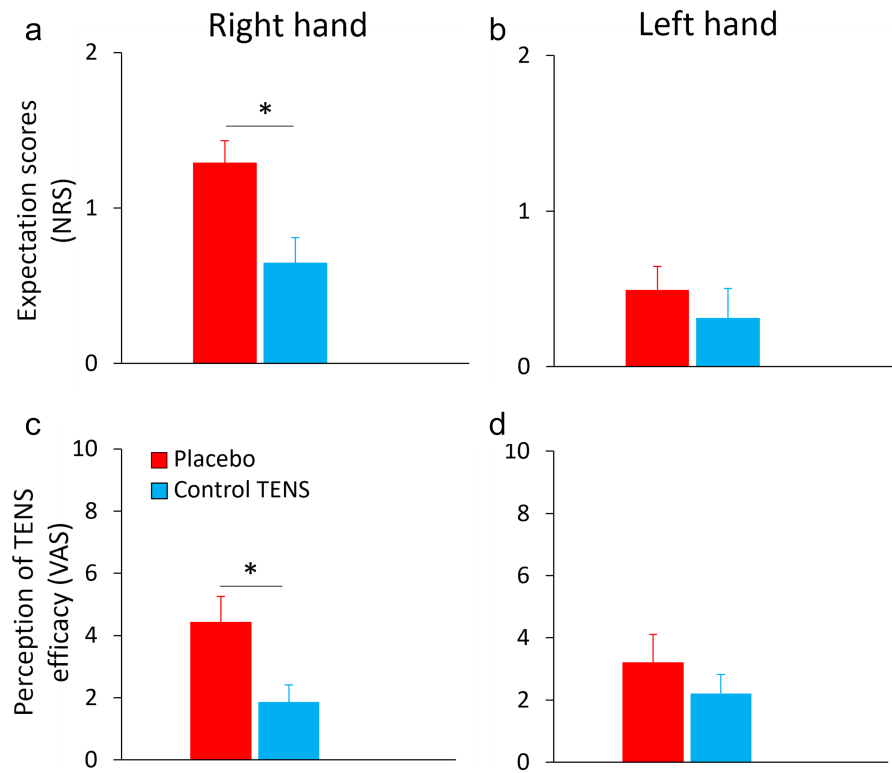 a
Right hand
b
Left hand
Expectation scores
(NRS)
2
1
0
*
2
1
0
c
d
Perception of TENS
efficacy (VAS)
10
8
6
4
2
0
Placebo
Control TENS
*
10
8
6
4
2
0